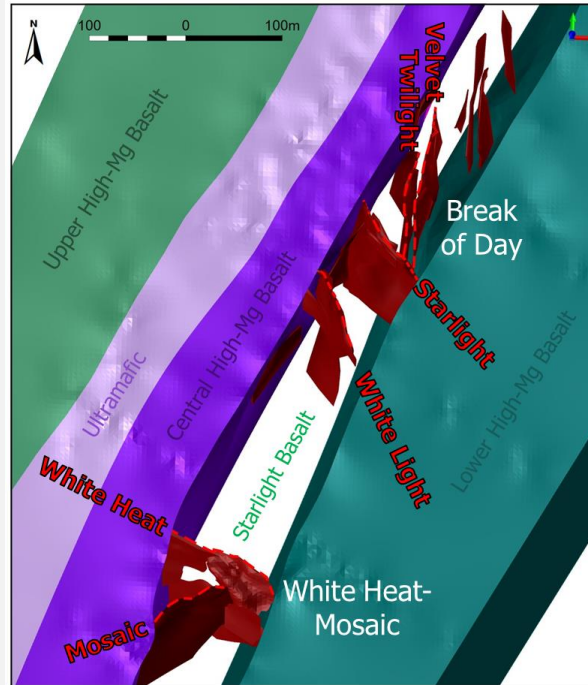 N
100
0
100m
Velvet
Twilight
Upper High-Mg Basalt
Break
of Day
Starlight
Central High-Mg Basalt
Ultramafic
Lower High-Mg Basalt
White Light
Starlight Basalt
White Heat
White Heat-
Mosaic
Mosaic